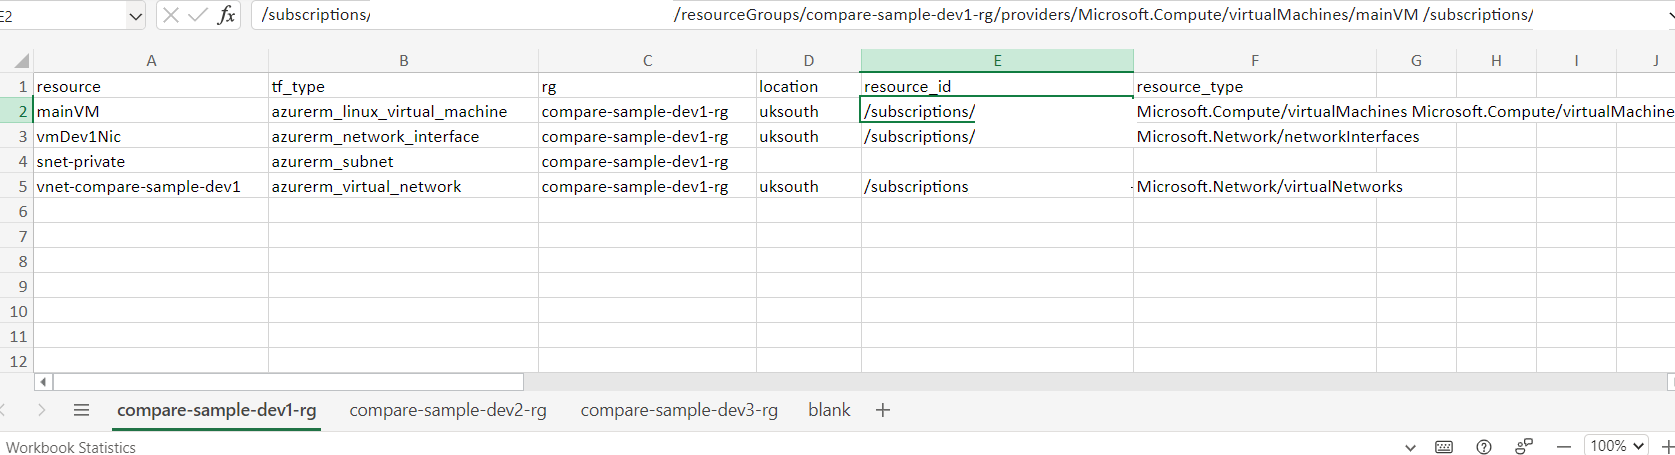 E2 fx /subscriptions/ /resourceGroups/compare-sample-dev1-rg/providers/Microsoft.Compute/virtualMachines/mainVM /subscriptions/
A B C D E F G H I J
1 resource tf_type rg location resource_id resource_type
2 mainVM azurerm_linux_virtual_machine compare-sample-dev1-rg uksouth /subscriptions/ Microsoft.Compute/virtualMachines Microsoft.Compute/virtualMachine
3 vmDev1Nic azurerm_network_interface compare-sample-dev1-rg uksouth /subscriptions/ Microsoft.Network/networkInterfaces
4 snet-private azurerm_subnet compare-sample-dev1-rg
5 vnet-compare-sample-dev1 azurerm_virtual_network compare-sample-dev1-rg uksouth /subscriptions Microsoft.Network/virtualNetworks
6
7
8
9
10
11
12
compare-sample-dev1-rg compare-sample-dev2-rg compare-sample-dev3-rg blank
Workbook Statistics 100%